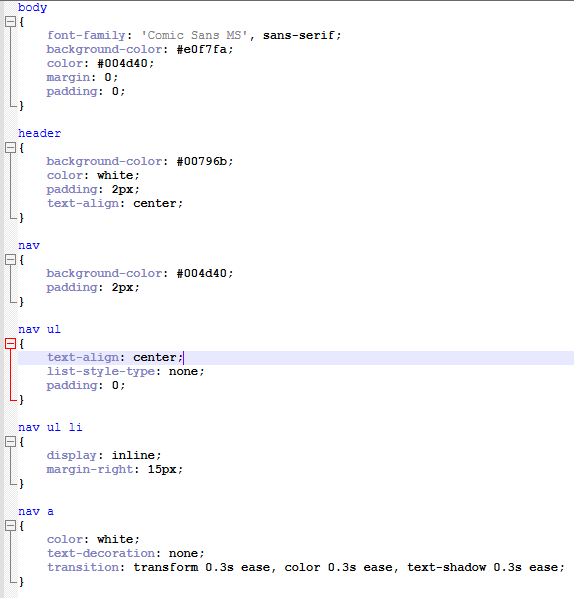 body
{
font-family: 'Comic Sans MS', sans-serif;
background-color: #e0f7fa;
color: #004d40;
margin: 0;
padding: 0;
}
header
{
background-color: #00796b;
color: white;
padding: 2px;
text-align: center;
}
nav
{
background-color: #004d40;
padding: 2px;
}
nav ul
{
text-align: center;
list-style-type: none;
padding: 0;
}
nav ul li
{
display: inline;
margin-right: 15px;
}
nav a
{
color: white;
text-decoration: none;
transition: transform 0.3s ease, color 0.3s ease, text-shadow 0.3s ease;
}